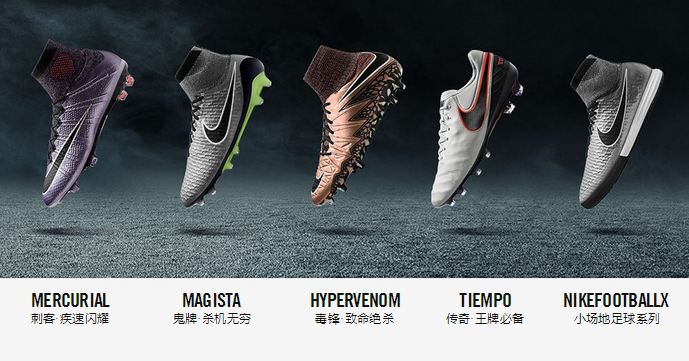 MERCURIAL
刺客·疾速闪耀
MAGISTA
鬼牌·杀机无穷
HYPERVENOM
毒锋·致命绝杀
TIEMPO
传奇·王牌必备
NIKEFOOTBALLX
小场地足球系列